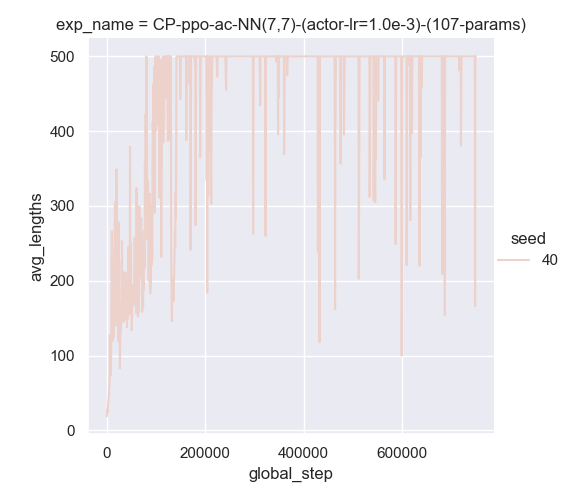 exp_name = CP-ppo-ac-NN(7,7)-(actor-lr=1.0e-3)-(107-params)
500
400
300
200
100
0
avg_lengths
0 200000 400000 600000
global_step
seed
40